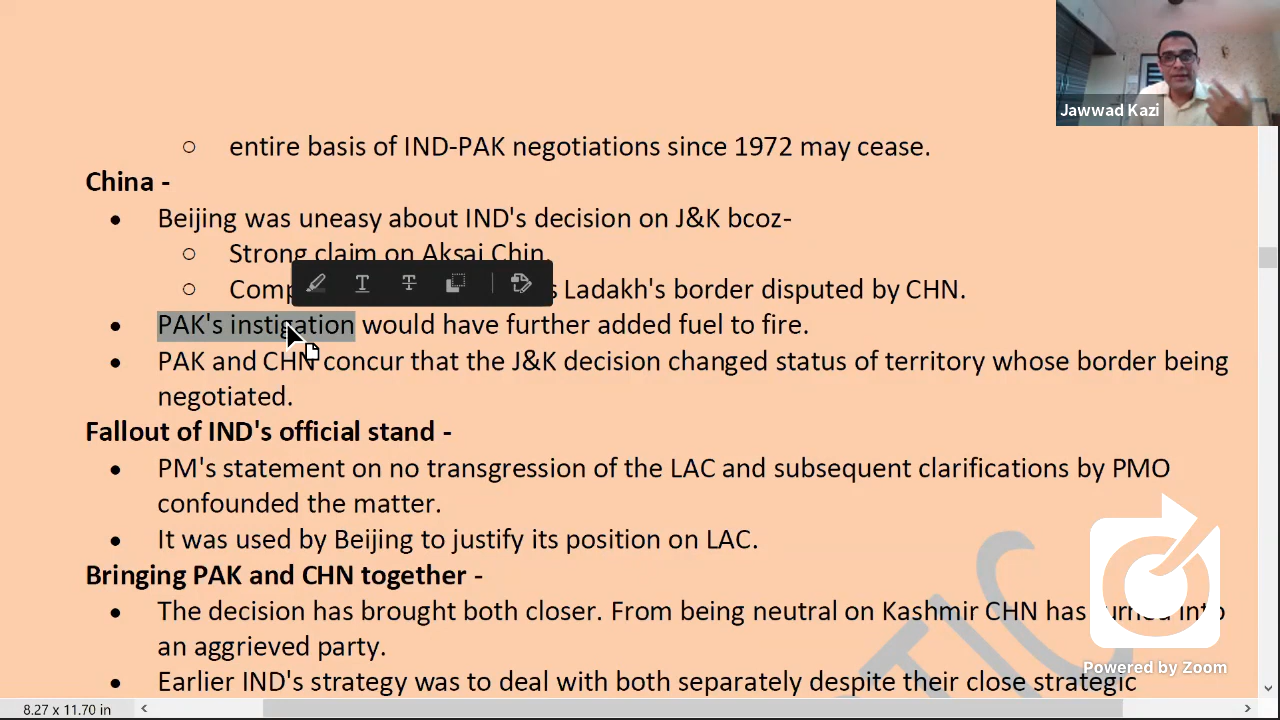 Jawwad Kazi
○ entire basis of IND-PAK negotiations since 1972 may cease.
China -
• Beijing was uneasy about IND's decision on J&K bcoz-
○ Strong claim on Aksai Chin.
○ Ladakh's border disputed by CHN.
• PAK's instigation would have further added fuel to fire.
• PAK and CHN concur that the J&K decision changed status of territory whose border being
negotiated.
Fallout of IND's official stand -
• PM's statement on no transgression of the LAC and subsequent clarifications by PMO
confounded the matter.
• It was used by Beijing to justify its position on LAC.
Bringing PAK and CHN together -
• The decision has brought both closer. From being neutral on Kashmir CHN has turned into
an aggrieved party.
Powered by Zoom
• Earlier IND's strategy was to deal with both separately despite their close strategic
8.27 x 11.70 in